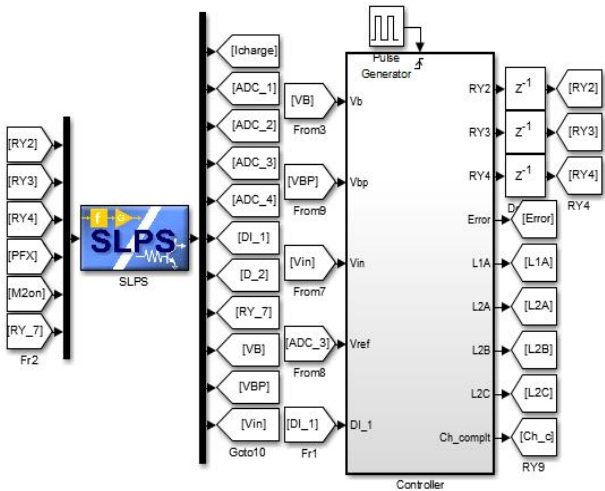 [RY2]
[RY3]
[RY4]
[PFX]
[M2on]
[RY_7]
Fr2
f
G
SLPS
SLPS
[Icharge]
[ADC_1]
[ADC_2]
[ADC_3]
[ADC_4]
[DI_1]
[D_2]
[RY_7]
[VB]
[VBP]
[Vin]
Goto10
[VB]
From3
[VBP]
From9
[Vin]
From7
[ADC_3]
From8
[DI_1]
Fr1
Pulse
Generator
Vb
Vbp
Vin
Vref
DI_1
RY2
RY3
RY4
Error
L1A
L2A
L2B
L2C
Ch_complt
Controller
z-1
z-1
z-1
[RY2]
[RY3]
[RY4]
RY4
[Error]
[L1A]
[L2A]
[L2B]
[L2C]
[Ch_c]
RY9